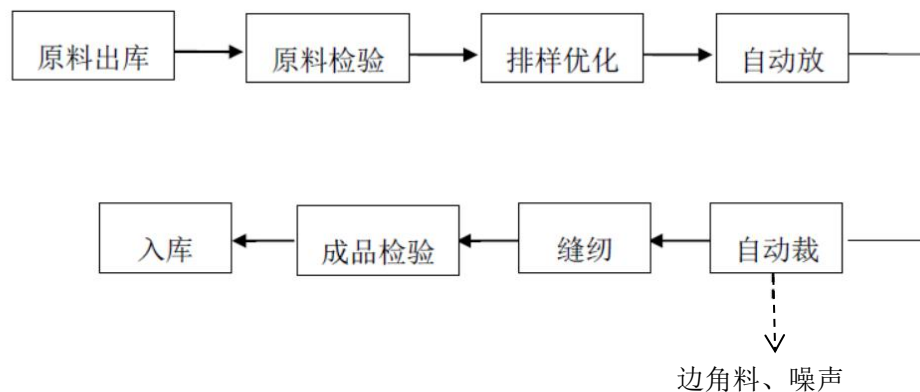 原料出库
原料检验
排样优化
自动放
入库
成品检验
缝纫
自动裁
边角料、噪声